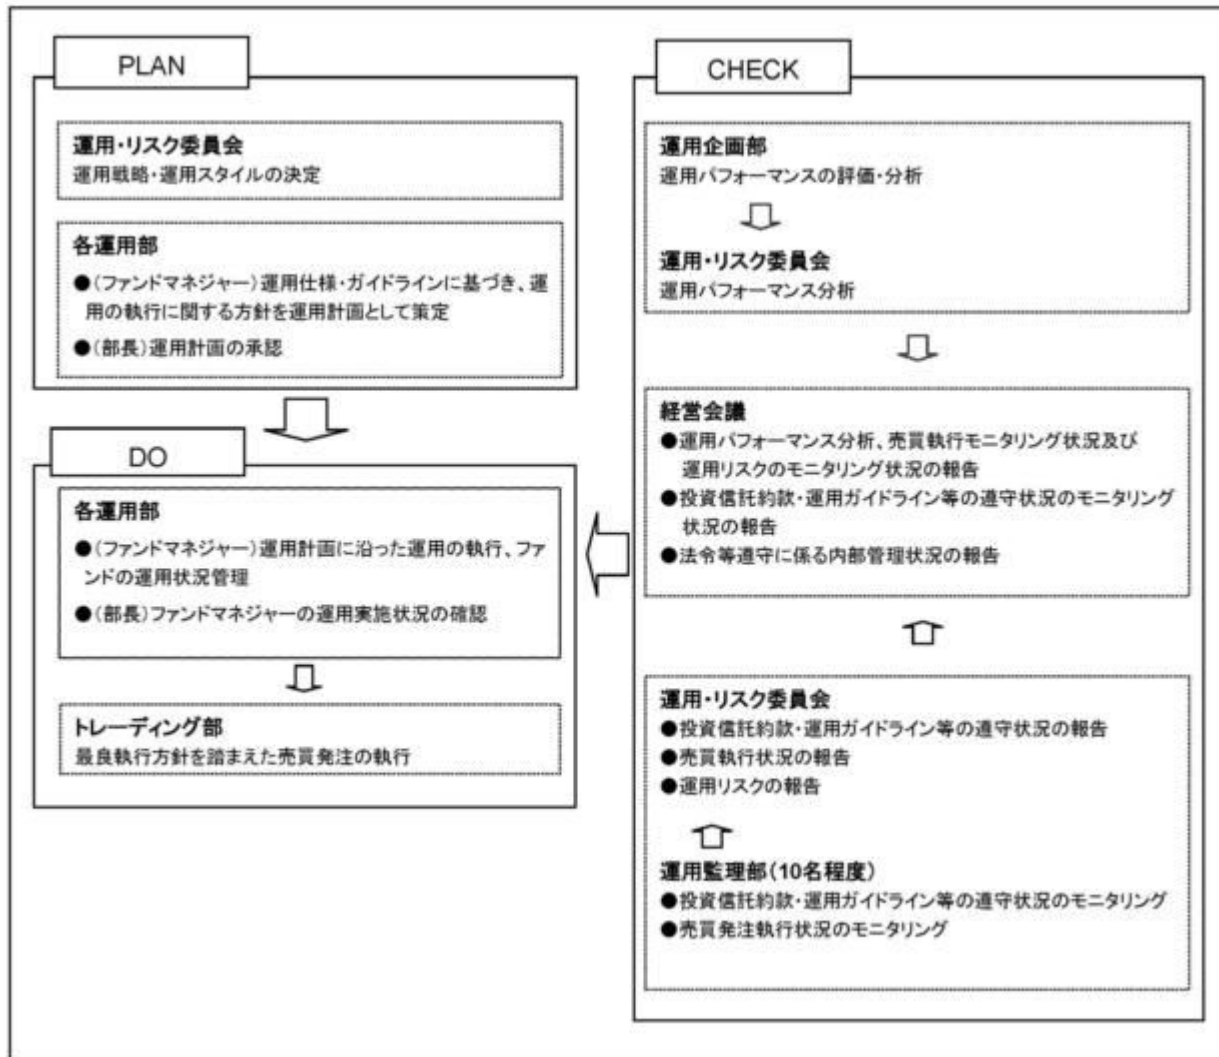 PLAN
運用・リスク委員会
運用戦略・運用スタイルの決定
各運用部
●(ファンドマネジャー)運用仕様・ガイドラインに基づき、運
用の執行に関する方針を運用計画として策定
●(部長)運用計画の承認
DO
各運用部
●(ファンドマネジャー)運用計画に沿った運用の執行、ファ
ンドの運用状況管理
●(部長)ファンドマネジャーの運用実施状況の確認
トレーディング部
最良執行方針を踏まえた売買発注の執行
CHECK
運用企画部
運用パフォーマンスの評価・分析
運用・リスク委員会
運用パフォーマンス分析
経営会議
●運用パフォーマンス分析、売買執行モニタリング状況及び
運用リスクのモニタリング状況の報告
●投資信託約款・運用ガイドライン等の遵守状況のモニタリング
状況の報告
●法令等遵守に係る内部管理状況の報告
運用・リスク委員会
●投資信託約款・運用ガイドライン等の遵守状況の報告
●売買執行状況の報告
●運用リスクの報告
運用監理部(10名程度)
●投資信託約款・運用ガイドライン等の遵守状況のモニタリング
●売買発注執行状況のモニタリング